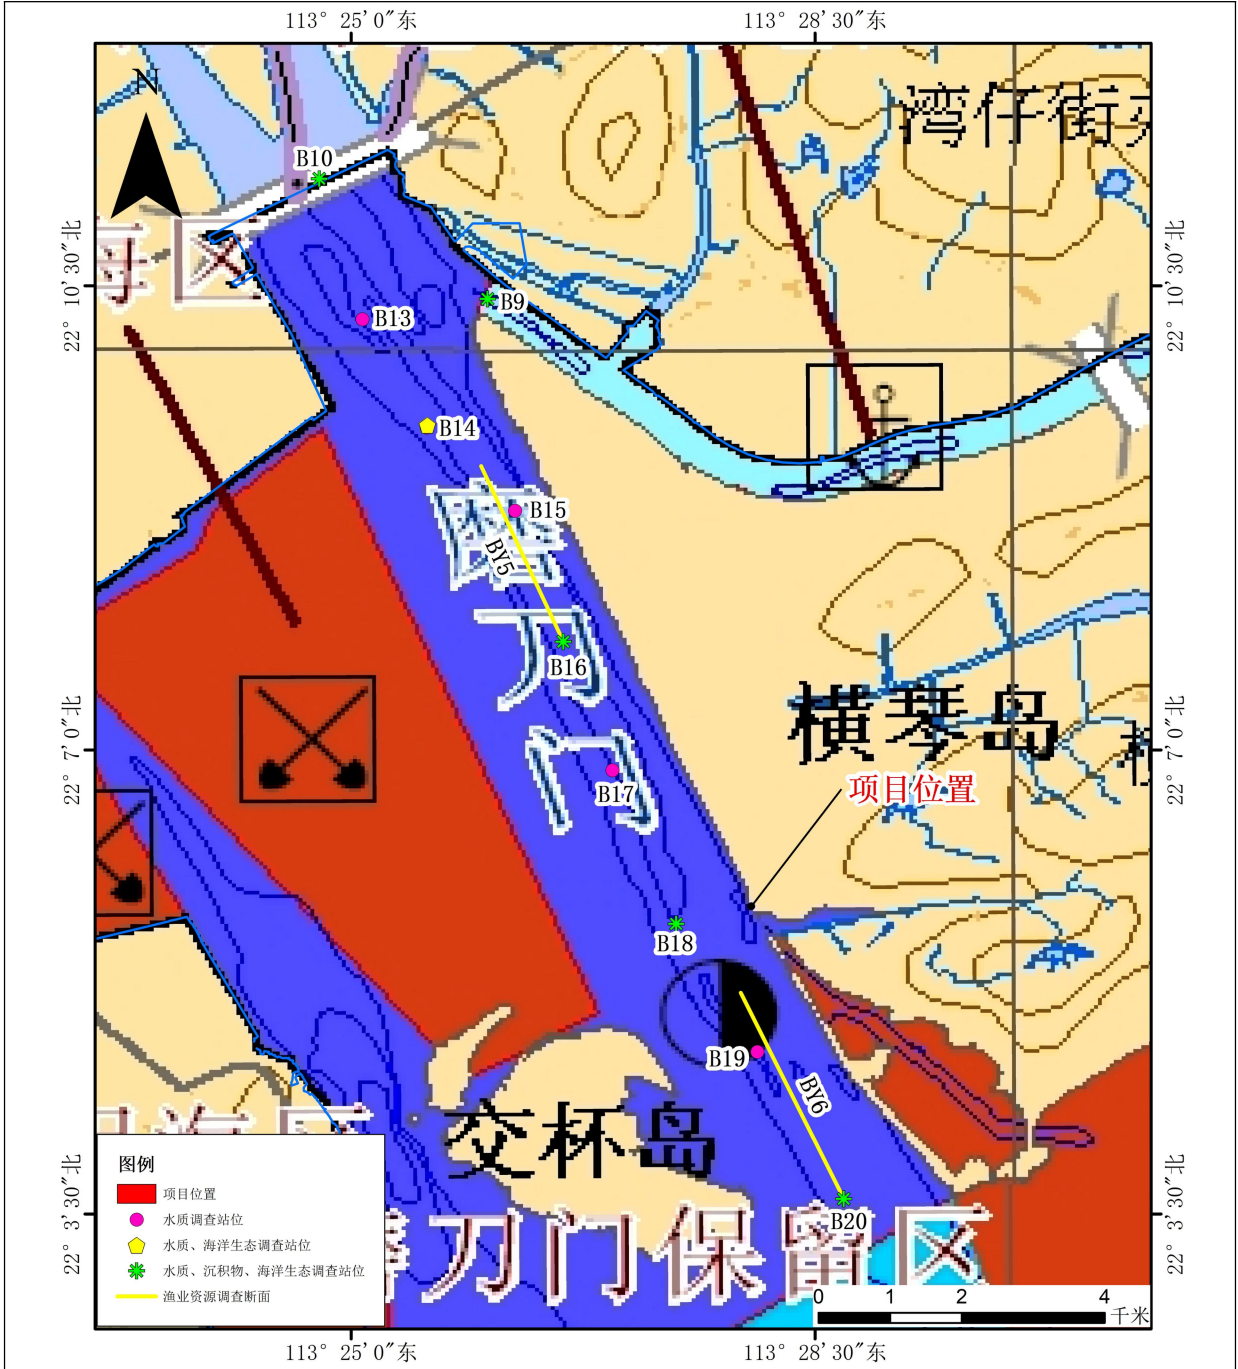 113° 25′0″东
113° 28′30″东
N
湾仔街
B10
22° 10′30″北
22° 10′30″北
海区
B9
B13
B14
B15
磨刀门
BY5
B16
横琴岛
22° 7′0″北
22° 7′0″北
项目位置
B17
B18
B19
BY6
交杯岛
B20
磨刀门保留区
22° 3′30″北
22° 3′30″北
图例
项目位置
水质调查站位
水质、海洋生态调查站位
水质、沉积物、海洋生态调查站位
渔业资源调查断面
0 1 2 4
千米
113° 25′0″东
113° 28′30″东